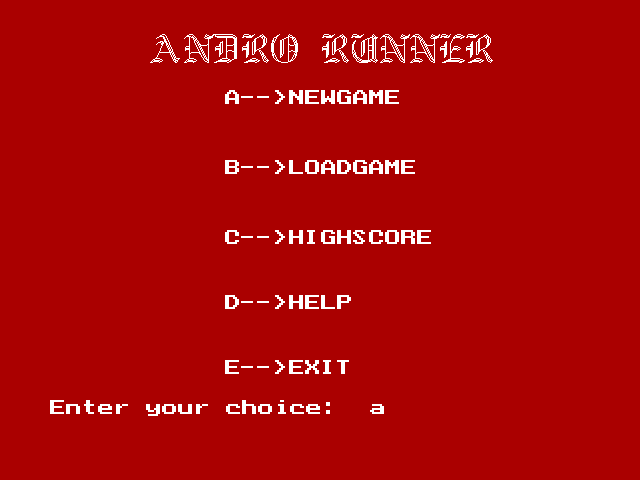 ANDRO RUNNER
A-->NEWGAME
B-->LOADGAME
C-->HIGHSCORE
D-->HELP
E-->EXIT
Enter your choice: a